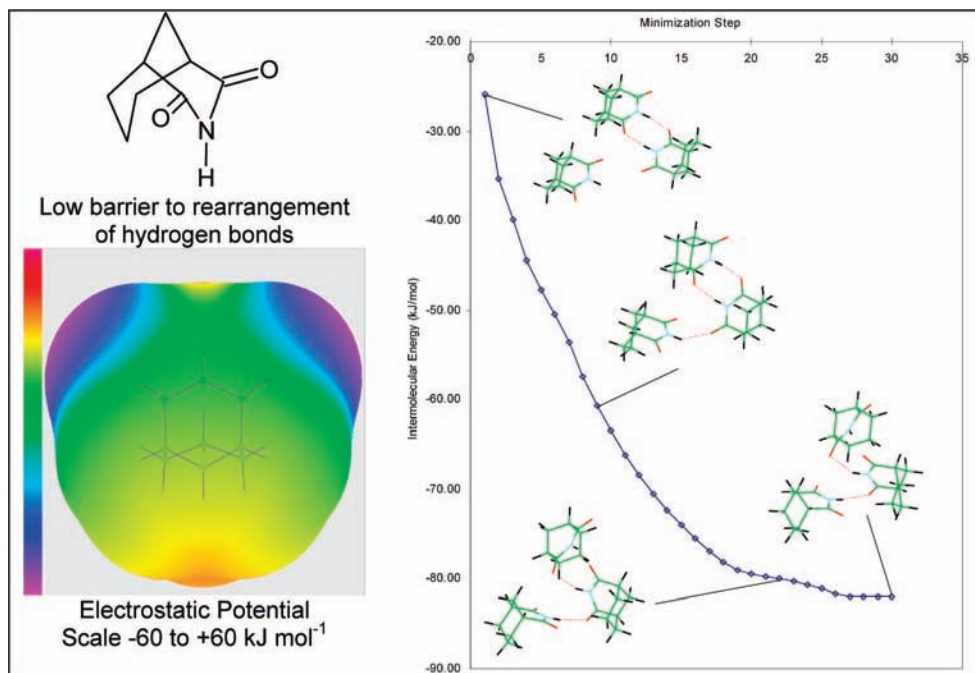 O
O
N
H
Low barrier to rearrangement
of hydrogen bonds
Electrostatic Potential
Scale -60 to +60 kJ mol⁻¹
Minimization Step
0 5 10 15 20 25 30 35
Intermolecular Energy (kJ/mol)
-20.00
-30.00
-40.00
-50.00
-60.00
-70.00
-80.00
-90.00